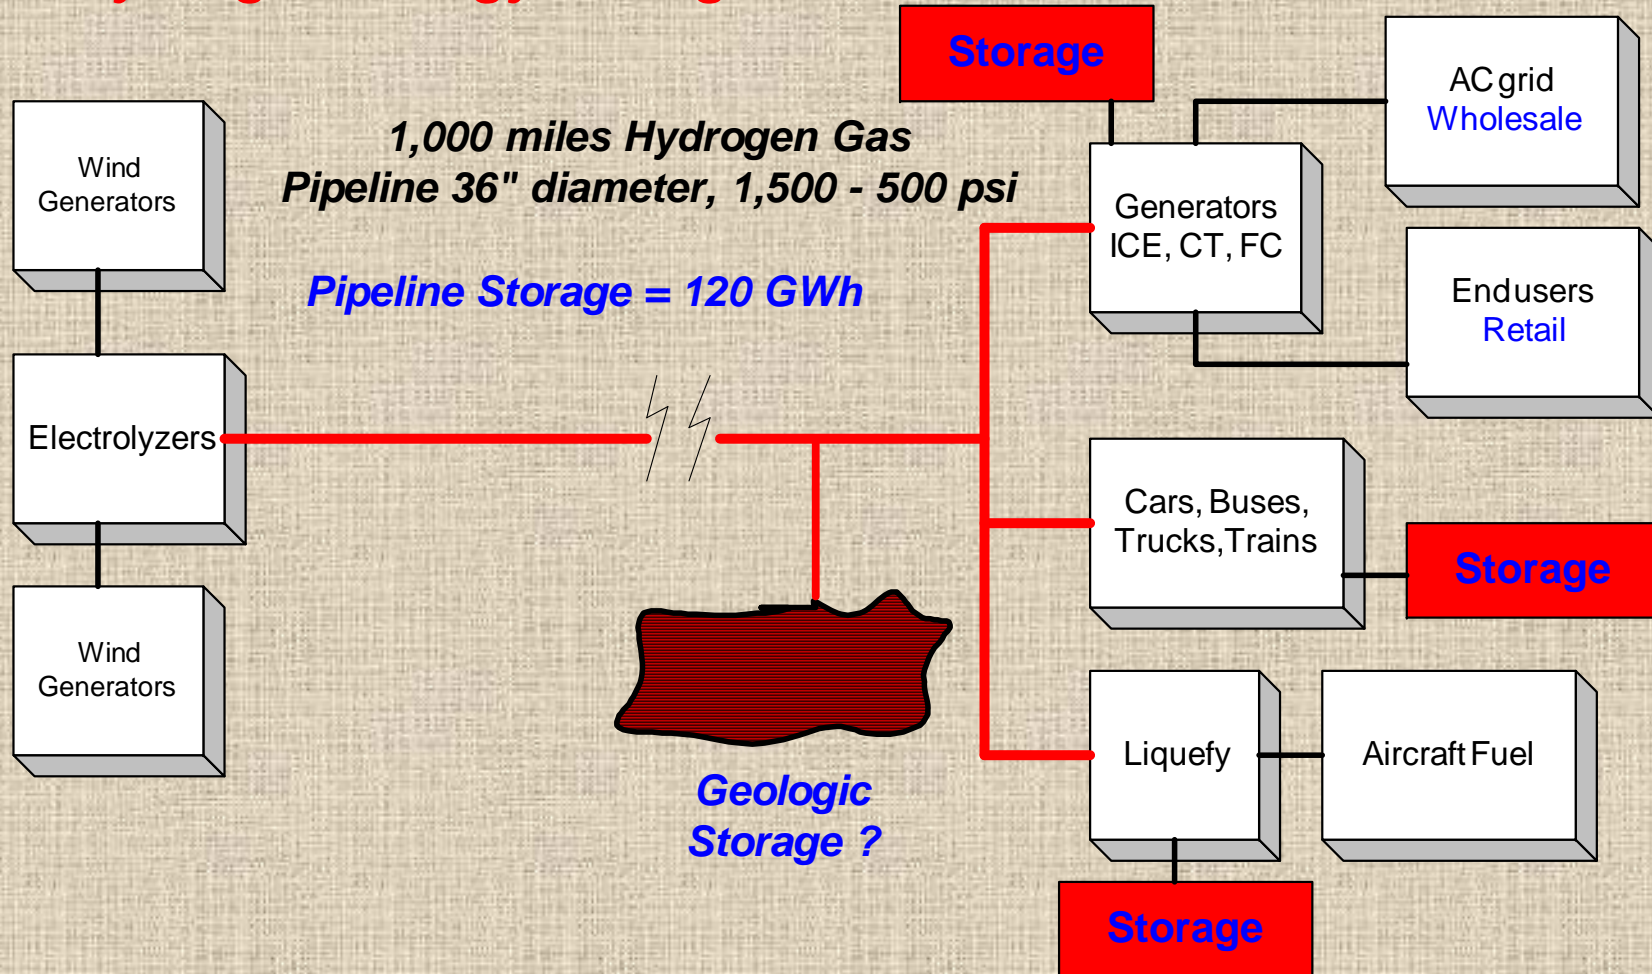 Storage
AC grid
Wholesale
1,000 miles Hydrogen Gas
Pipeline 36" diameter, 1,500 - 500 psi
Wind
Generators
Generators
ICE, CT, FC
Pipeline Storage = 120 GWh
Endusers
Retail
Electrolyzers
Cars, Buses,
Trucks,Trains
Storage
Wind
Generators
Liquefy
Aircraft Fuel
Geologic
Storage ?
Storage